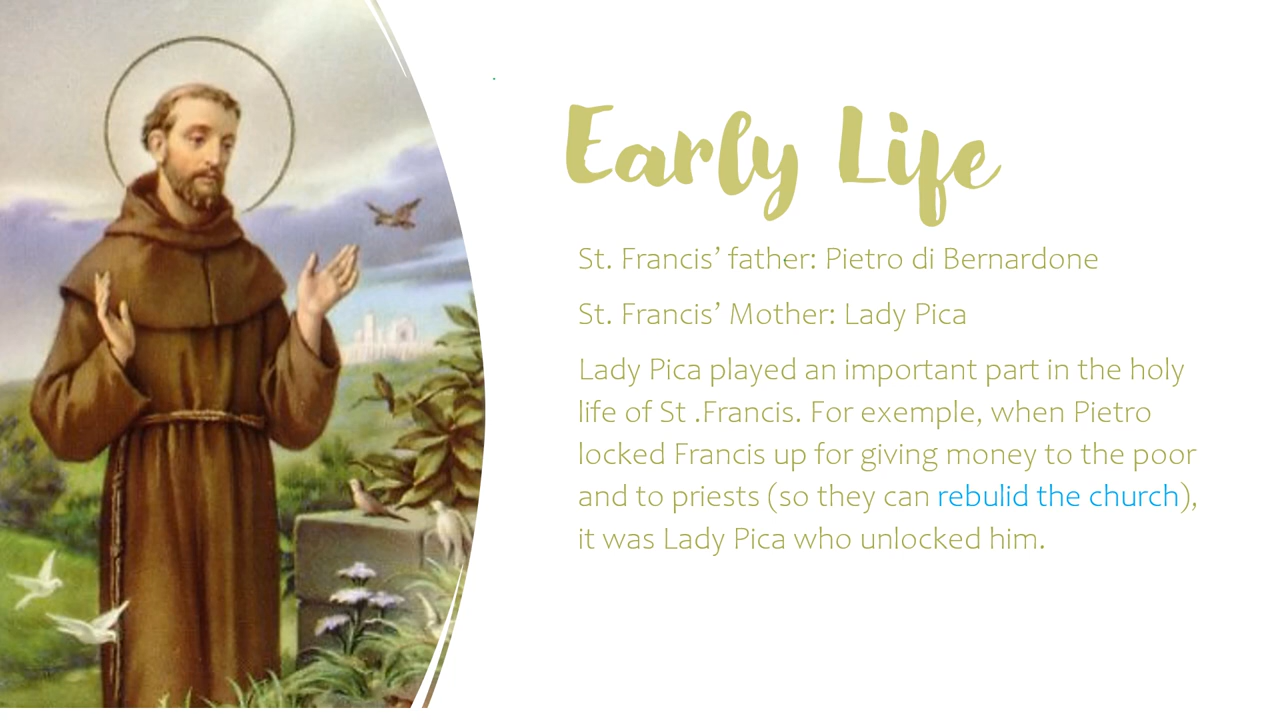 Early Life
St. Francis’ father: Pietro di Bernardone
St. Francis’ Mother: Lady Pica
Lady Pica played an important part in the holy
life of St .Francis. For exemple, when Pietro
locked Francis up for giving money to the poor
and to priests (so they can rebulid the church),
it was Lady Pica who unlocked him.